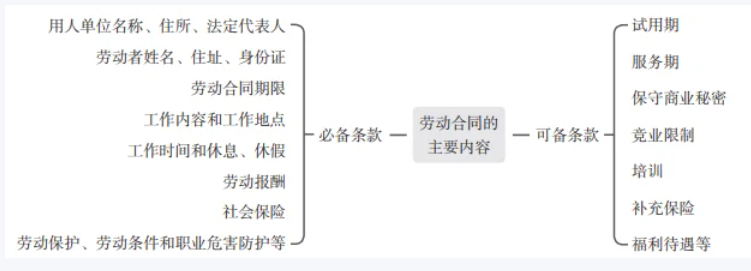 用人单位名称、住所、法定代表人
劳动者姓名、住址、身份证
劳动合同期限
工作内容和工作地点
工作时间和休息、休假
劳动报酬
社会保险
劳动保护、劳动条件和职业危害防护等
必备条款
劳动合同的
主要内容
可备条款
试用期
服务期
保守商业秘密
竞业限制
培训
补充保险
福利待遇等